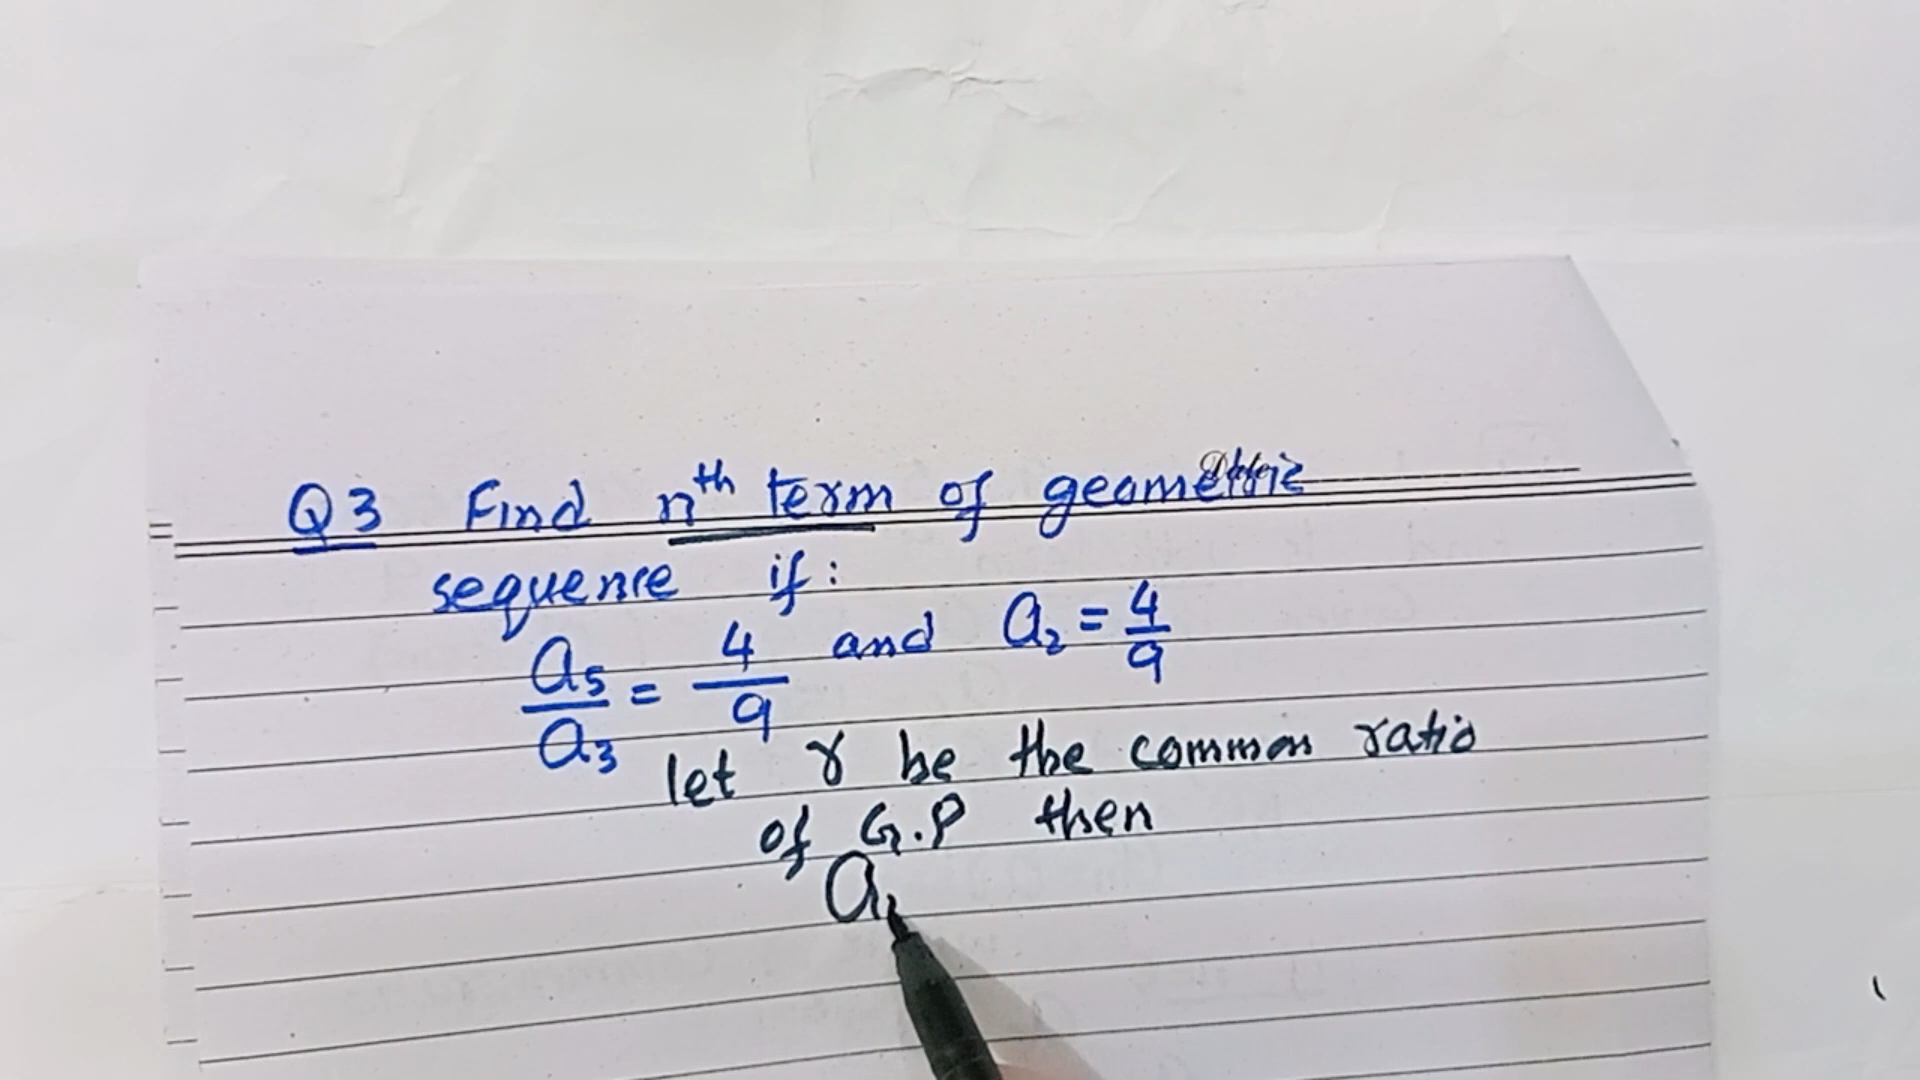 Q3 Find nth term of geometric
sequence if:
a5/a3 = 4/9 and a2 = 4/9
let r be the common ratio
of G.P then
a